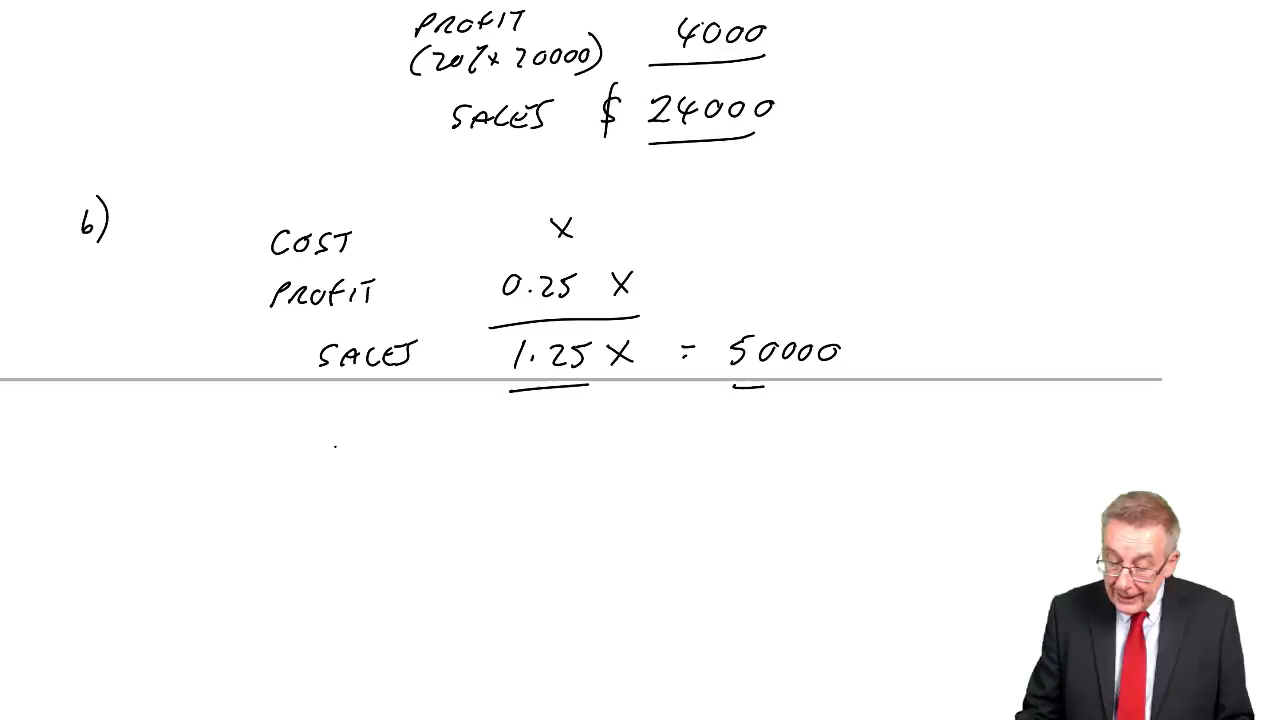 PROFIT 4000
(20% x 20000)
SALES $ 24000
b)
COST X
PROFIT 0.25 X
SALES 1.25 X = 50000